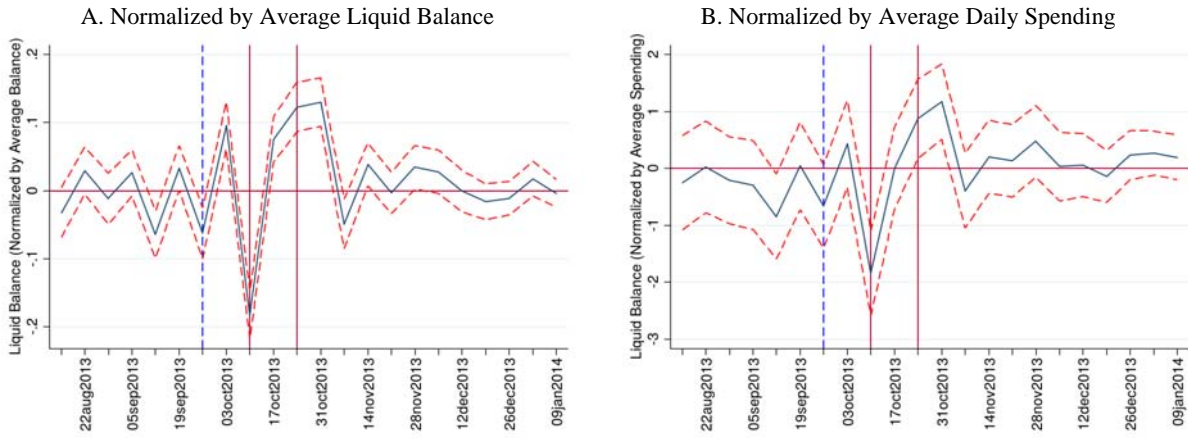 A. Normalized by Average Liquid Balance
Liquid Balance (Normalized by Average Balance)
.2
.1
0
-.1
-.2
22aug2013
05sep2013
19sep2013
03oct2013
17oct2013
31oct2013
14nov2013
28nov2013
12dec2013
26dec2013
09jan2014
B. Normalized by Average Daily Spending
Liquid Balance (Normalized by Average Spending)
2
1
0
-1
-2
-3
22aug2013
05sep2013
19sep2013
03oct2013
17oct2013
31oct2013
14nov2013
28nov2013
12dec2013
26dec2013
09jan2014